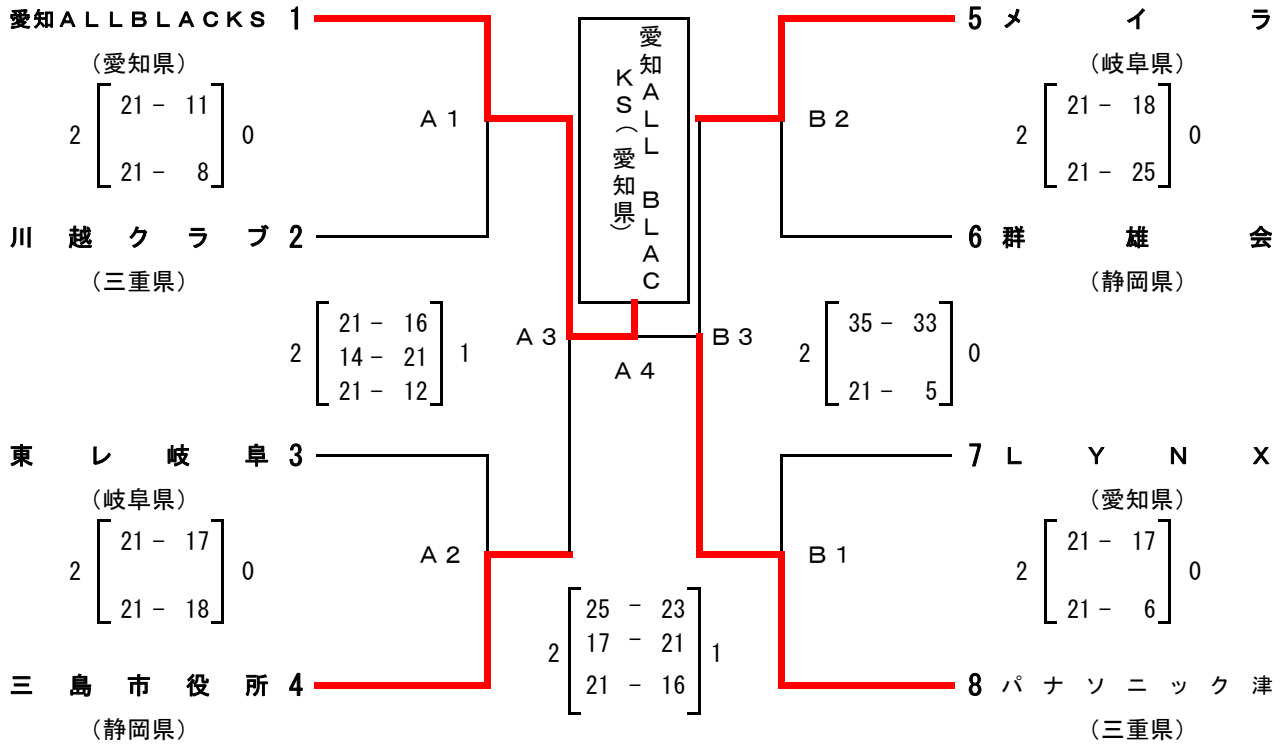 愛知ALLBLACKS 1
(愛知県)
2 [ 21 - 11 ] 0
21 - 8
A1
川越クラブ 2
(三重県)
2 [ 21 - 16 ] 1
14 - 21
21 - 12
A3
東レ岐阜 3
(岐阜県)
2 [ 21 - 17 ] 0
21 - 18
A2
三島市役所 4
(静岡県)
愛知ALL BLAC
KS(愛知県)
A4
2 [ 25 - 23 ] 1
17 - 21
21 - 16
5 メイラ
(岐阜県)
2 [ 21 - 18 ] 0
21 - 25
B2
6 群雄会
(静岡県)
B3
2 [ 35 - 33 ] 0
21 - 5
7 LYNX
(愛知県)
2 [ 21 - 17 ] 0
21 - 6
B1
8 パナソニック津
(三重県)